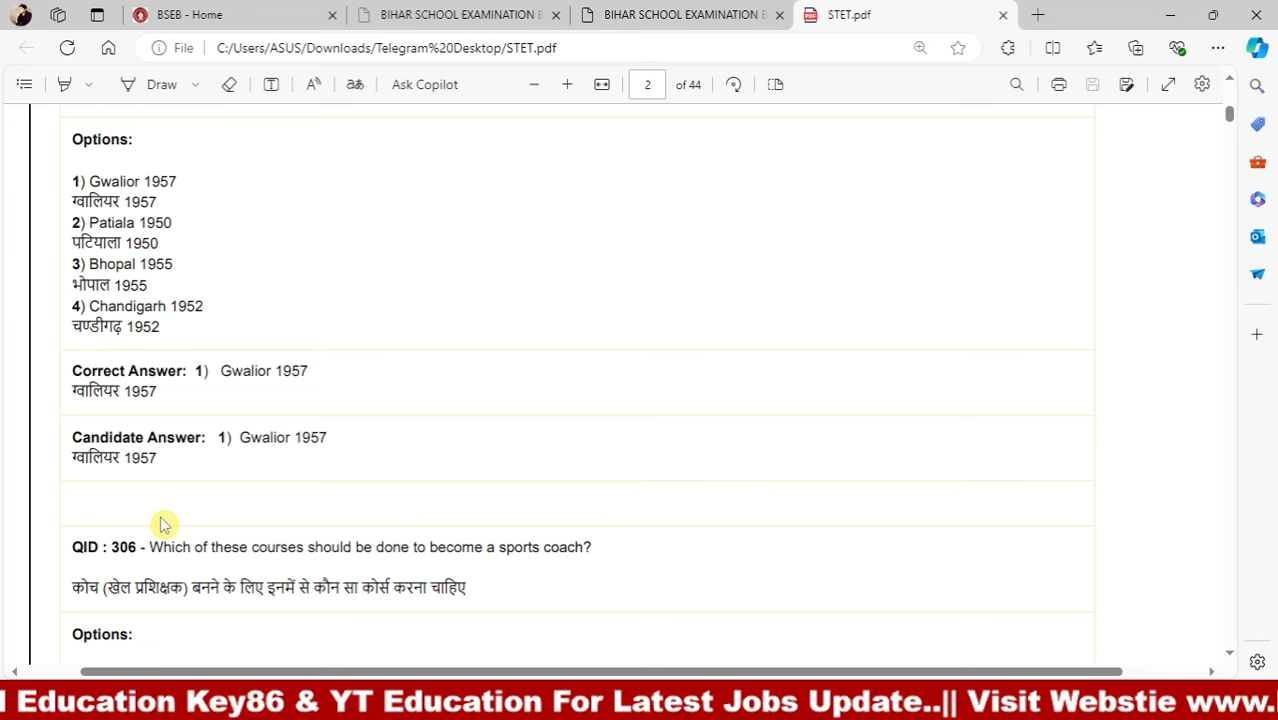 BSEB - Home
BIHAR SCHOOL EXAMINATION B
BIHAR SCHOOL EXAMINATION B
STET.pdf
File
C:/Users/ASUS/Downloads/Telegram%20Desktop/STET.pdf
Draw
aあ
Ask Copilot
2 of 44
Options:
1) Gwalior 1957
ग्वालियर 1957
2) Patiala 1950
पटियाला 1950
3) Bhopal 1955
भोपाल 1955
4) Chandigarh 1952
चण्डीगढ़ 1952
Correct Answer: 1) Gwalior 1957
ग्वालियर 1957
Candidate Answer: 1) Gwalior 1957
ग्वालियर 1957
QID : 306 - Which of these courses should be done to become a sports coach?
कोच (खेल प्रशिक्षक) बनने के लिए इनमें से कौन सा कोर्स करना चाहिए
Options:
l Education Key86 & YT Education For Latest Jobs Update..|| Visit Webstie www.